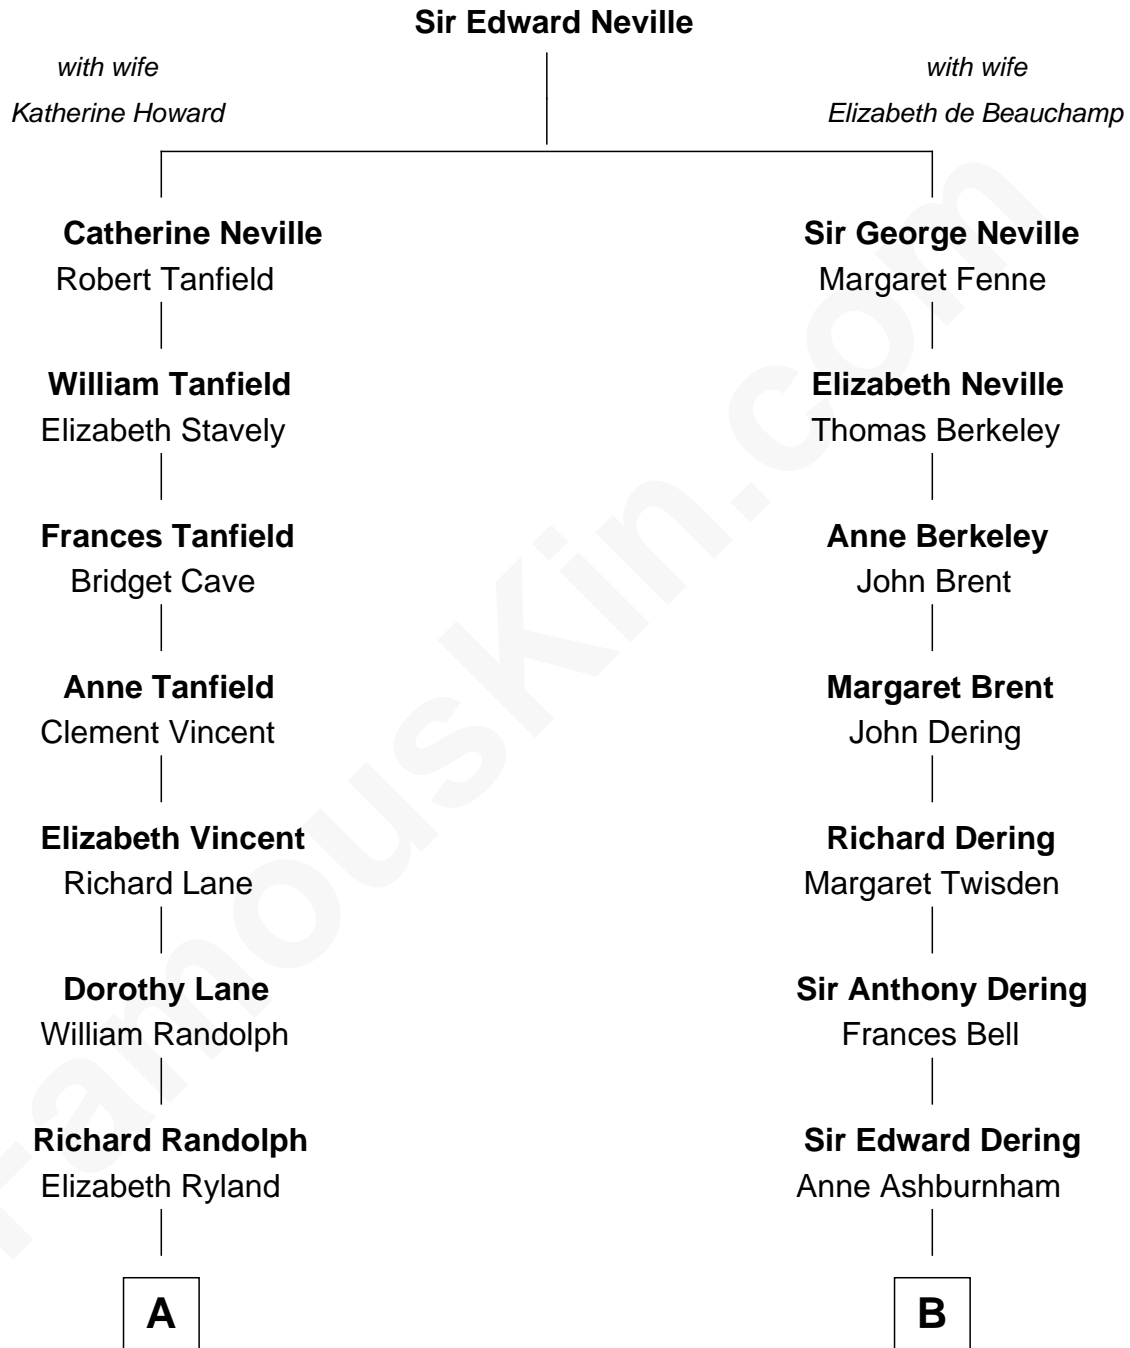 Sir Edward Neville
with wife
Katherine Howard
with wife
Elizabeth de Beauchamp
Catherine Neville
Robert Tanfield
William Tanfield
Elizabeth Stavely
Frances Tanfield
Bridget Cave
Anne Tanfield
Clement Vincent
Elizabeth Vincent
Richard Lane
Dorothy Lane
William Randolph
Richard Randolph
Elizabeth Ryland
A
Sir George Neville
Margaret Fenne
Elizabeth Neville
Thomas Berkeley
Anne Berkeley
John Brent
Margaret Brent
John Dering
Richard Dering
Margaret Twisden
Sir Anthony Dering
Frances Bell
Sir Edward Dering
Anne Ashburnham
B
FamousKin.com